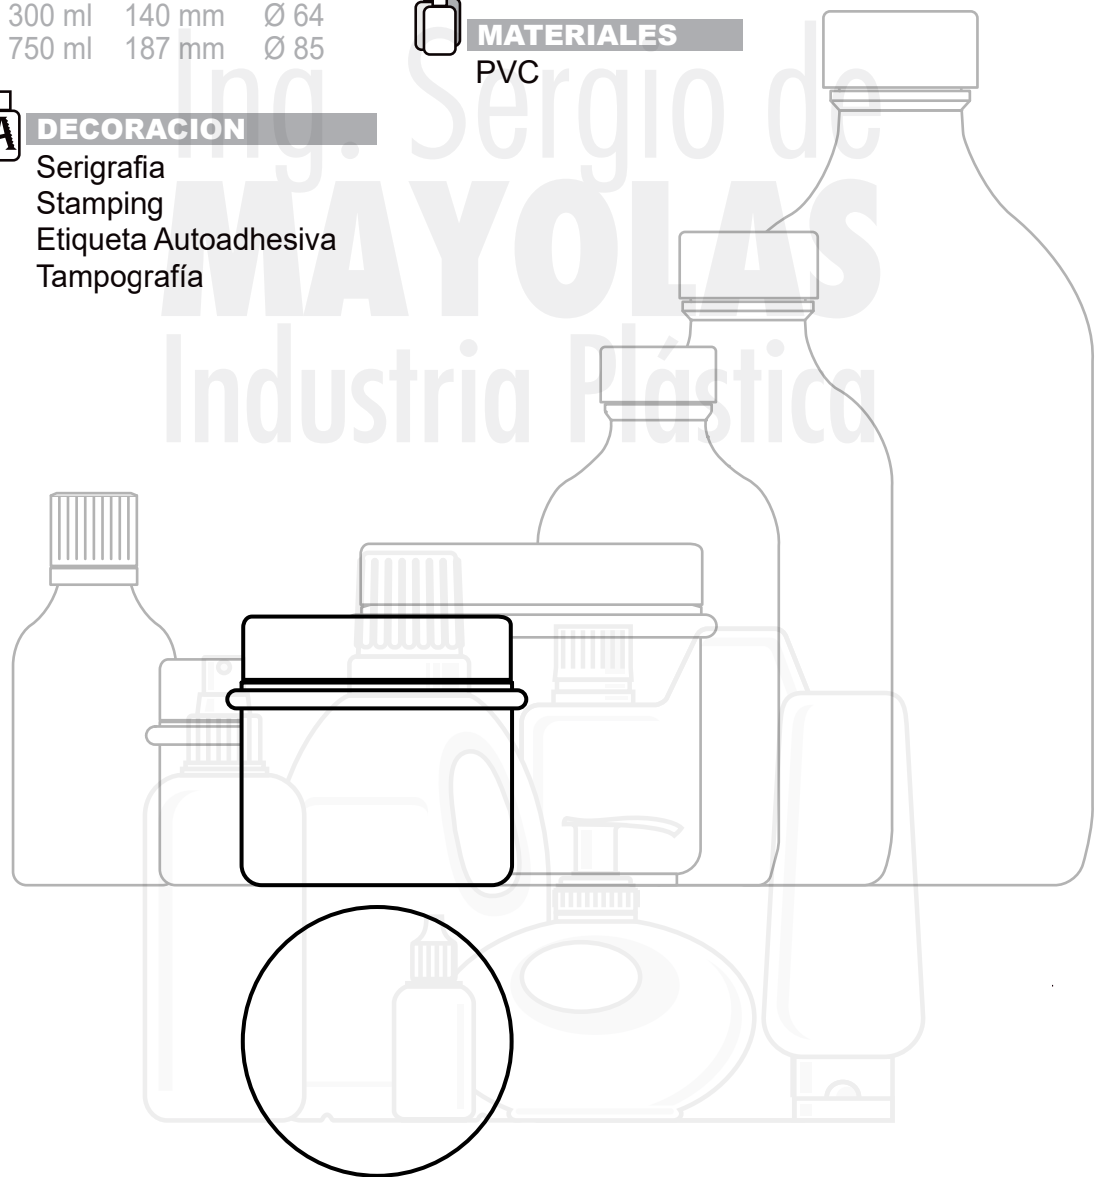 300 ml 140 mm Ø 64
750 ml 187 mm Ø 85
MATERIALES
PVC
A DECORACION
Serigrafia
Stamping
Etiqueta Autoadhesiva
Tampografía
Ing. Sergio de
MAYOLAS
Industria Plástica